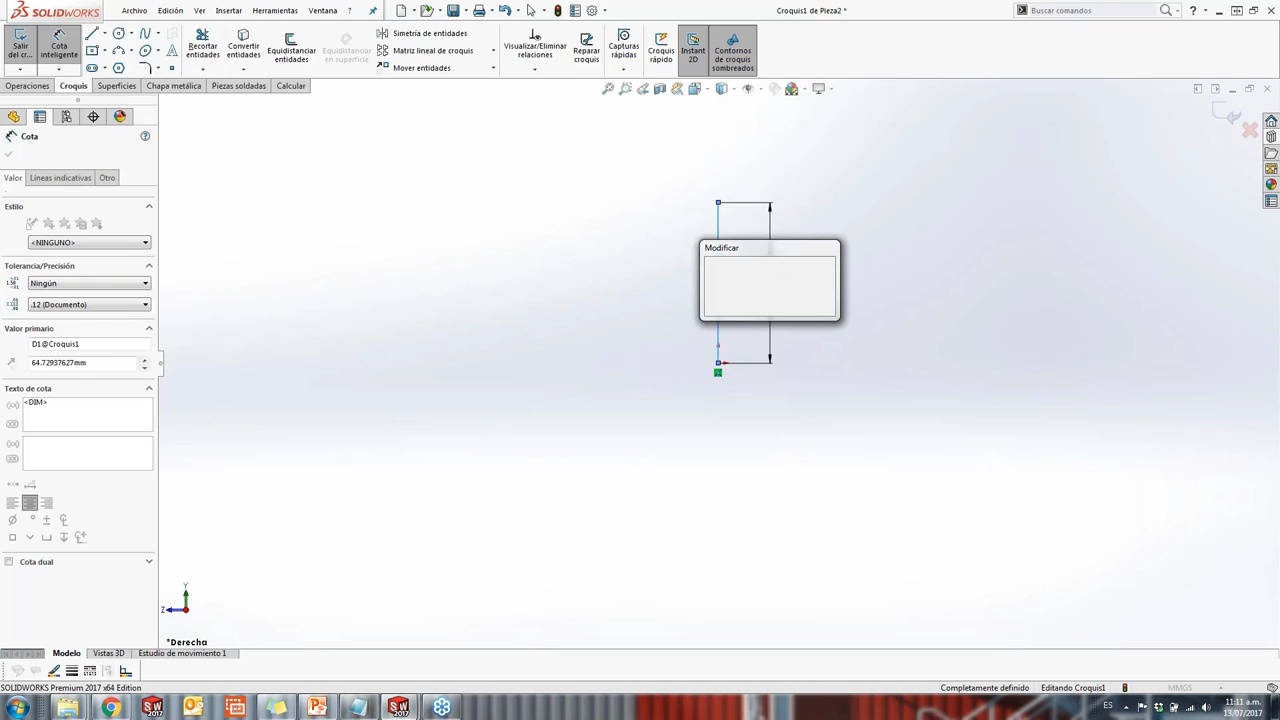 SOLIDWORKS
Archivo Edición Ver Insertar Herramientas Ventana ?
Croquis1 de Pieza2 *
Buscar comandos
Salir del cr...
Cota inteligente
Recortar entidades
Convertir entidades
Equidistanciar entidades
Equidistanciar en superficie
Simetría de entidades
Matriz lineal de croquis
Mover entidades
Visualizar/Eliminar relaciones
Reparar croquis
Capturas rápidas
Croquis rápido
Instant 2D
Contornos de croquis sombreados
Operaciones Croquis Superficies Chapa metálica Piezas soldadas Calcular
Cota
Valor Líneas indicativas Otro
Estilo
<NINGUNO>
Tolerancia/Precisión
Ningún
.12 (Documento)
Valor primario
D1@Croquis1
64.72937627mm
Texto de cota
<DIM>
Cota dual
Modificar
Y
Z
*Derecha
Modelo Vistas 3D Estudio de movimiento 1
SOLIDWORKS Premium 2017 x64 Edition
Completamente definido Editando Croquis1 MMGS
ES
11:11 a.m.
13/07/2017